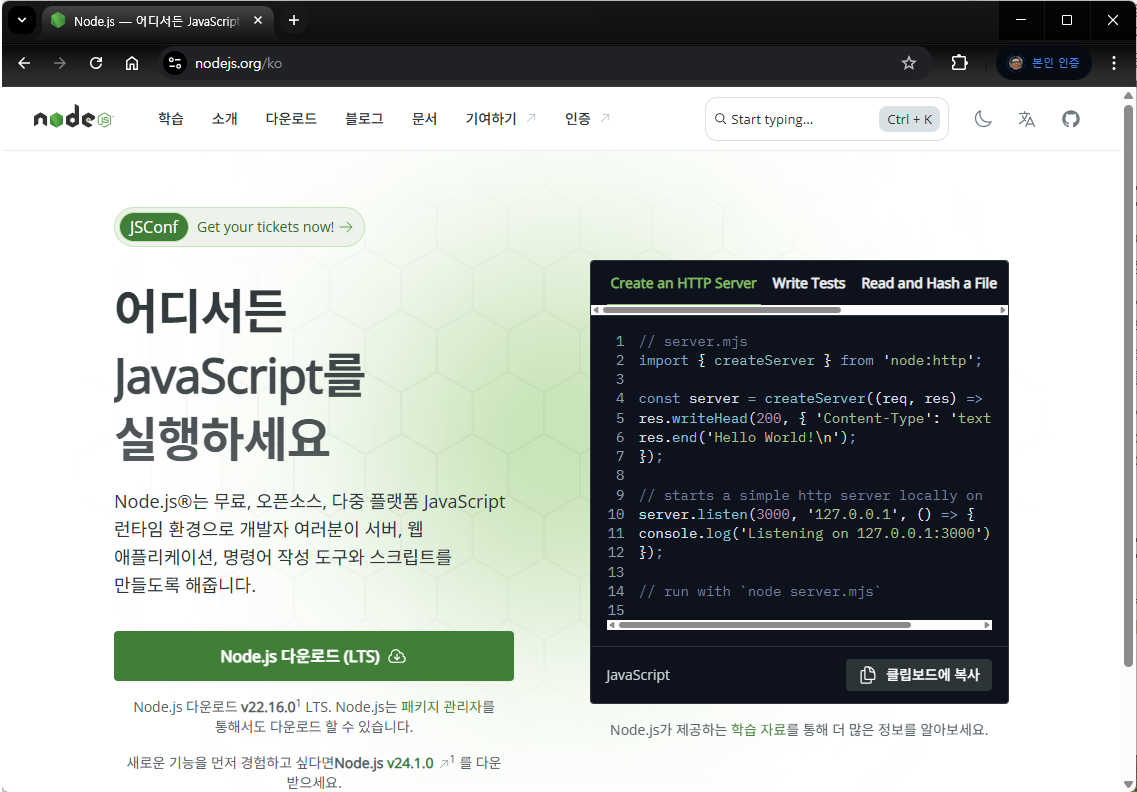 Node.js — 어디서든 JavaScript
nodejs.org/ko
본인 인증
node JS
학습 소개 다운로드 블로그 문서 기여하기 인증
Start typing... Ctrl + K
JSConf Get your tickets now!
어디서든
JavaScript를
실행하세요
Node.js®는 무료, 오픈소스, 다중 플랫폼 JavaScript
런타임 환경으로 개발자 여러분이 서버, 웹
애플리케이션, 명령어 작성 도구와 스크립트를
만들도록 해줍니다.
Node.js 다운로드 (LTS)
Node.js 다운로드 v22.16.0¹ LTS. Node.js는 패키지 관리자를
통해서도 다운로드 할 수 있습니다.
새로운 기능을 먼저 경험하고 싶다면Node.js v24.1.0 ¹ 를 다운
받으세요.
Create an HTTP Server Write Tests Read and Hash a File
1 // server.mjs
2 import { createServer } from 'node:http';
3
4 const server = createServer((req, res) =>
5 res.writeHead(200, { 'Content-Type': 'text
6 res.end('Hello World!\n');
7 });
8
9 // starts a simple http server locally on
10 server.listen(3000, '127.0.0.1', () => {
11 console.log('Listening on 127.0.0.1:3000')
12 });
13
14 // run with `node server.mjs`
15
JavaScript 클립보드에 복사
Node.js가 제공하는 학습 자료를 통해 더 많은 정보를 알아보세요.